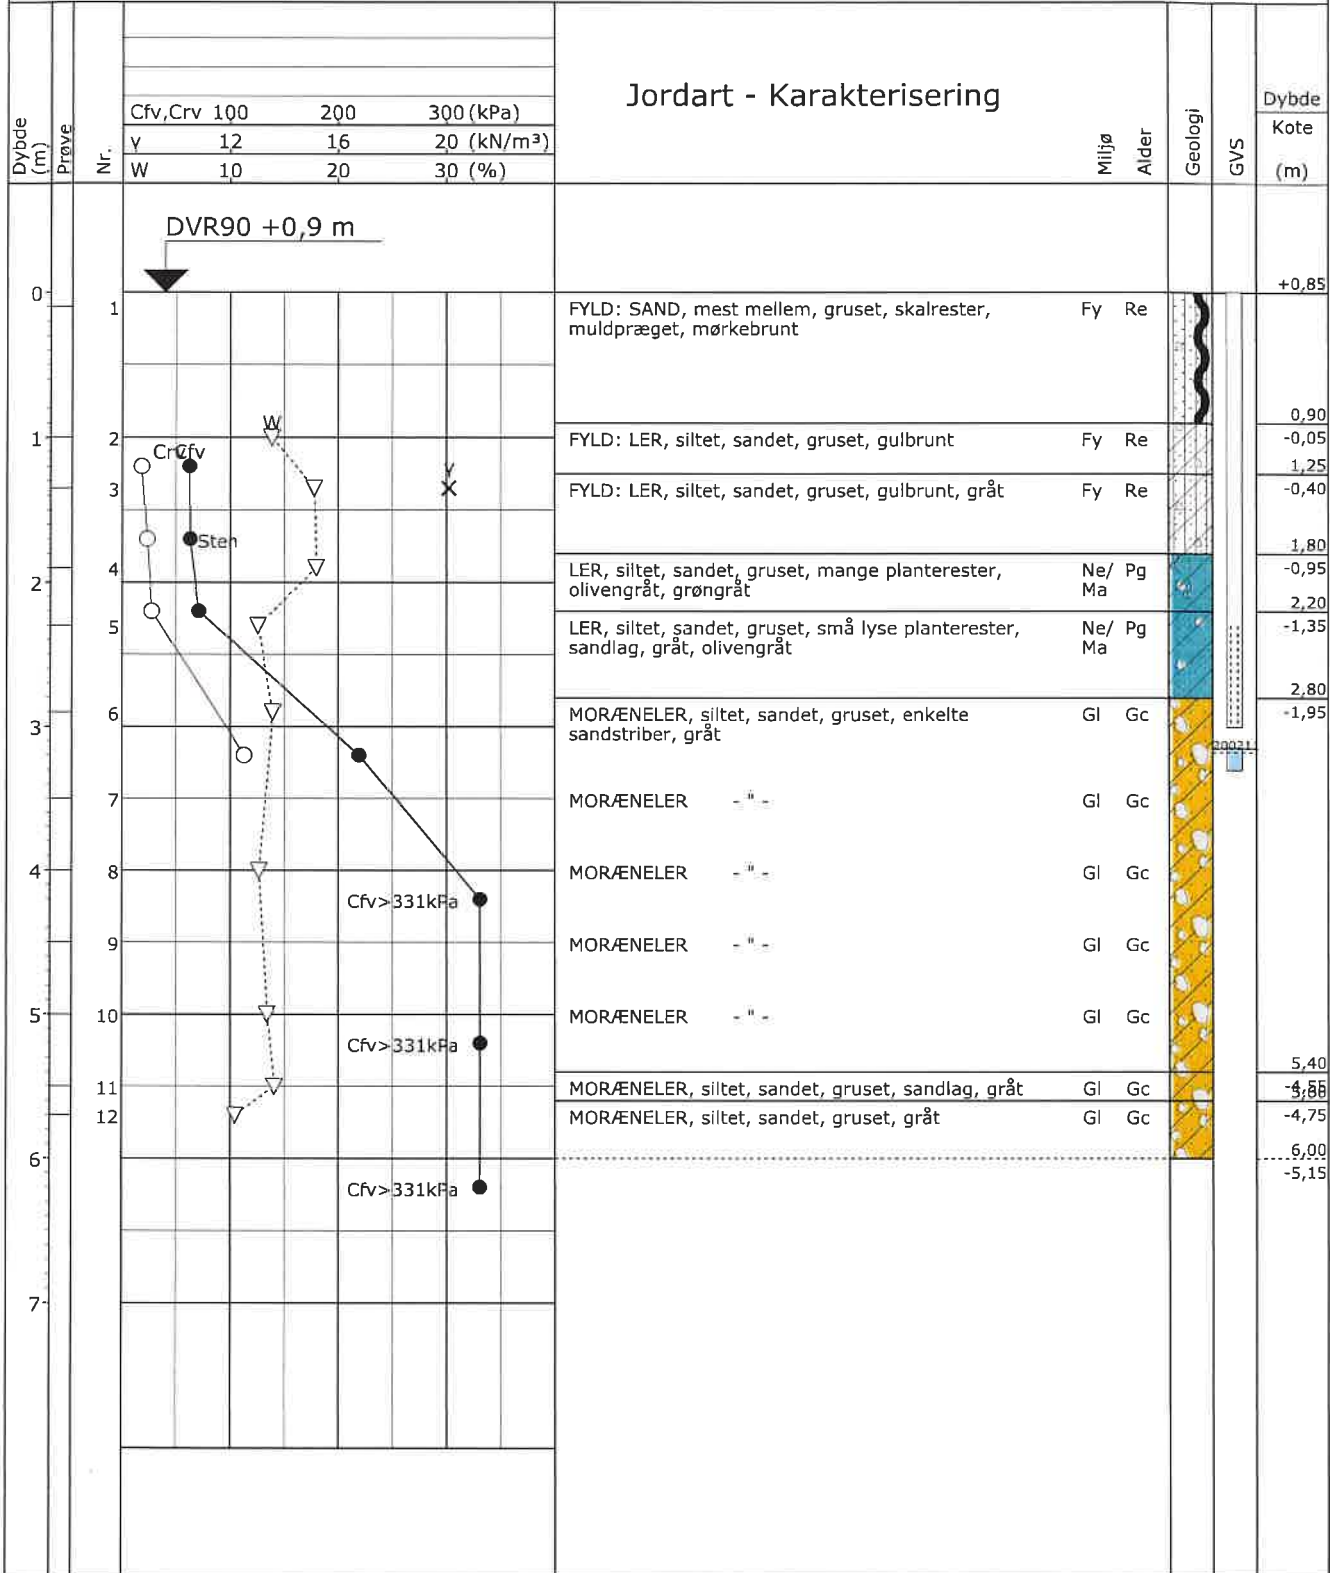 Jordart - Karakterisering
Dybde (m)
Prøve
Nr.
Cfv,Crv 100 200 300 (kPa)
γ 12 16 20 (kN/m³)
W 10 20 30 (%)
Miljø
Alder
Geologi
GVS
Dybde
Kote
(m)
DVR90 +0,9 m
+0,85
0
1 FYLD: SAND, mest mellem, gruset, skalrester, Fy Re
muldpræget, mørkebrunt
0,90
W
1 2 FYLD: LER, siltet, sandet, gruset, gulbrunt Fy Re -0,05
Crv Cfv
1,25
γ
3 FYLD: LER, siltet, sandet, gruset, gulbrunt, gråt Fy Re -0,40
Sten
1,80
4 LER, siltet, sandet, gruset, mange planterester, Ne/ Pg -0,95
olivengråt, grøngråt Ma
2
2,20
5 LER, siltet, sandet, gruset, små lyse planterester, Ne/ Pg -1,35
sandlag, gråt, olivengråt Ma
2,80
6 MORÆNELER, siltet, sandet, gruset, enkelte Gl Gc -1,95
sandstriber, gråt
3
7 MORÆNELER - " - Gl Gc
4 8 MORÆNELER - " - Gl Gc
Cfv>331kPa
9 MORÆNELER - " - Gl Gc
5 10 MORÆNELER - " - Gl Gc
Cfv>331kPa
5,40
11 MORÆNELER, siltet, sandet, gruset, sandlag, gråt Gl Gc -4,55
12 MORÆNELER, siltet, sandet, gruset, gråt Gl Gc -4,75
6
6,00
-5,15
Cfv>331kPa
7